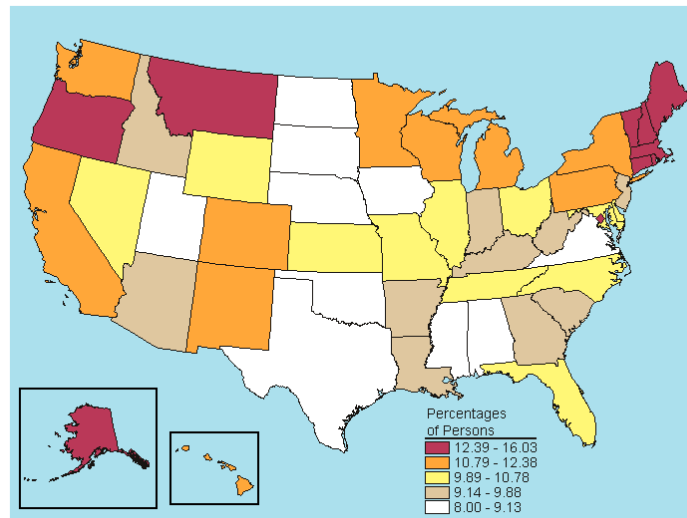 Percentages
of Persons
12.39 - 16.03
10.79 - 12.38
9.89 - 10.78
9.14 - 9.88
8.00 - 9.13